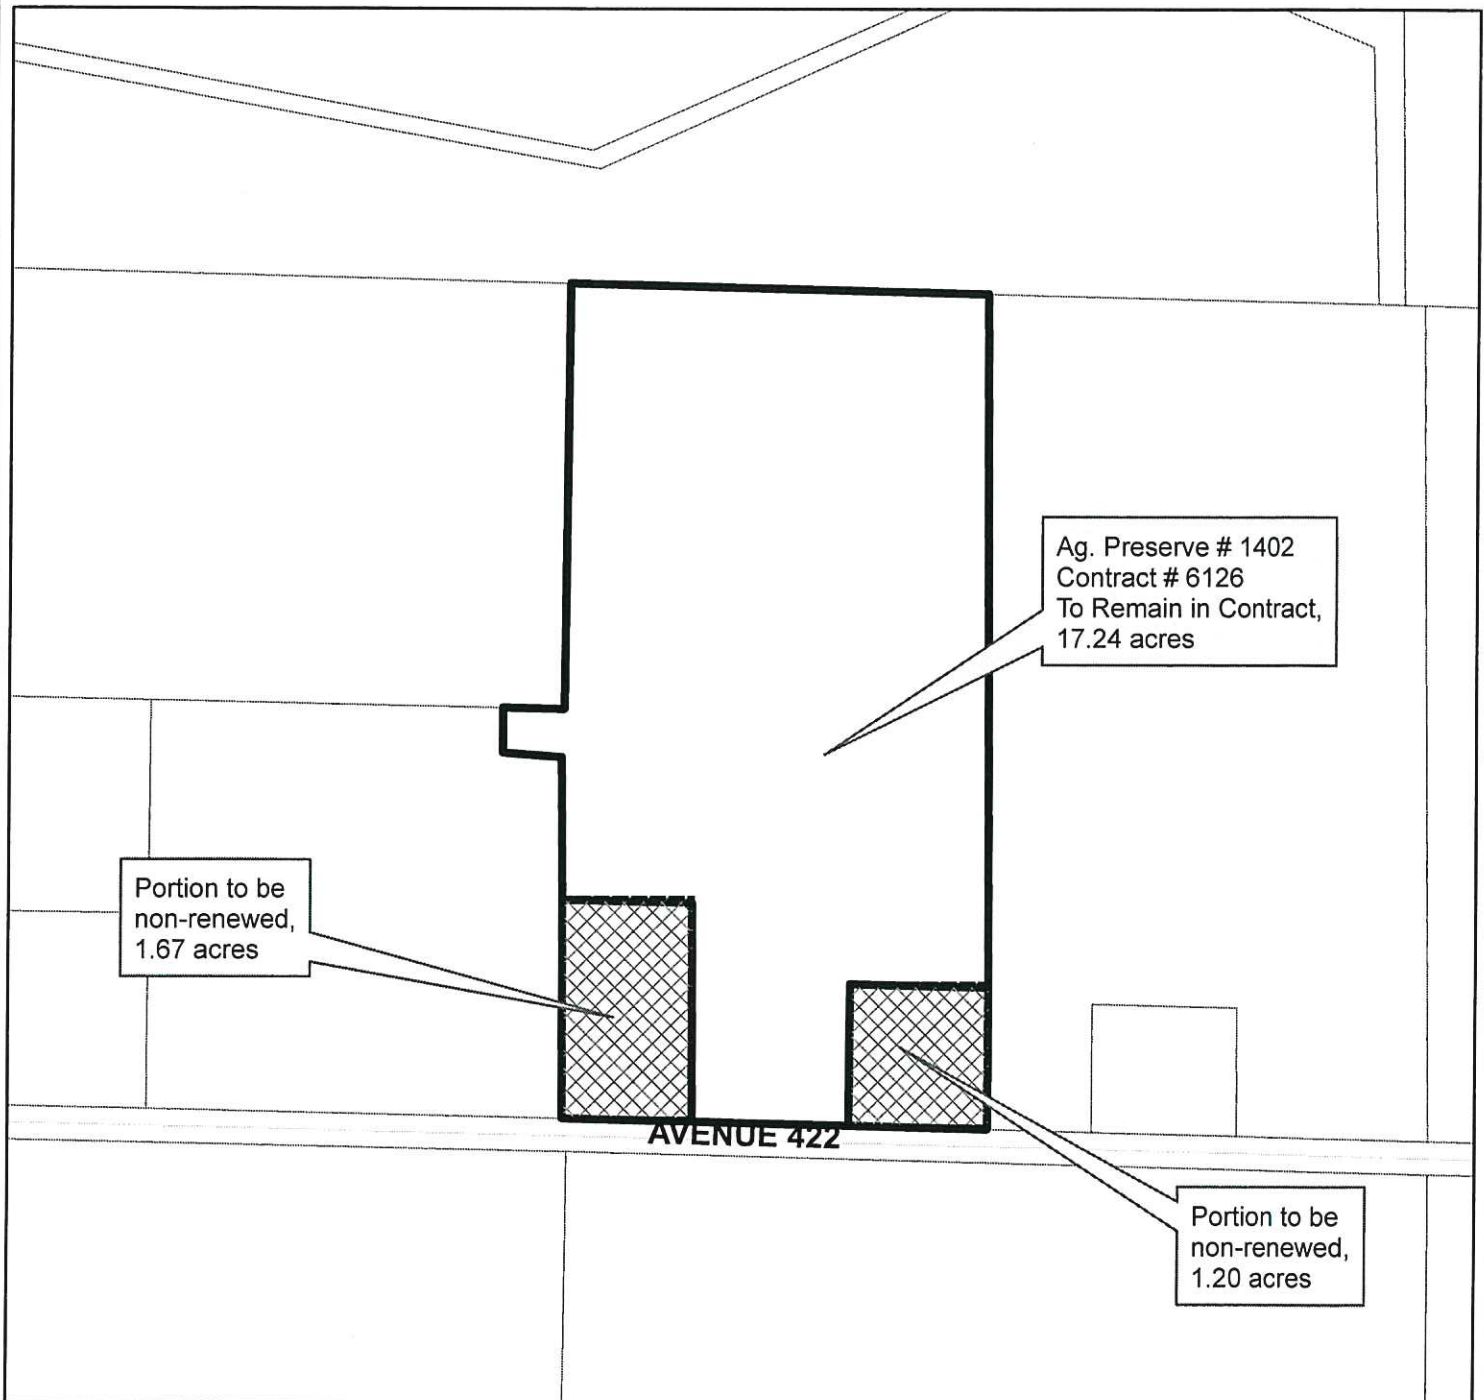 Ag. Preserve # 1402
Contract # 6126
To Remain in Contract,
17.24 acres
Portion to be
non-renewed,
1.67 acres
AVENUE 422
Portion to be
non-renewed,
1.20 acres